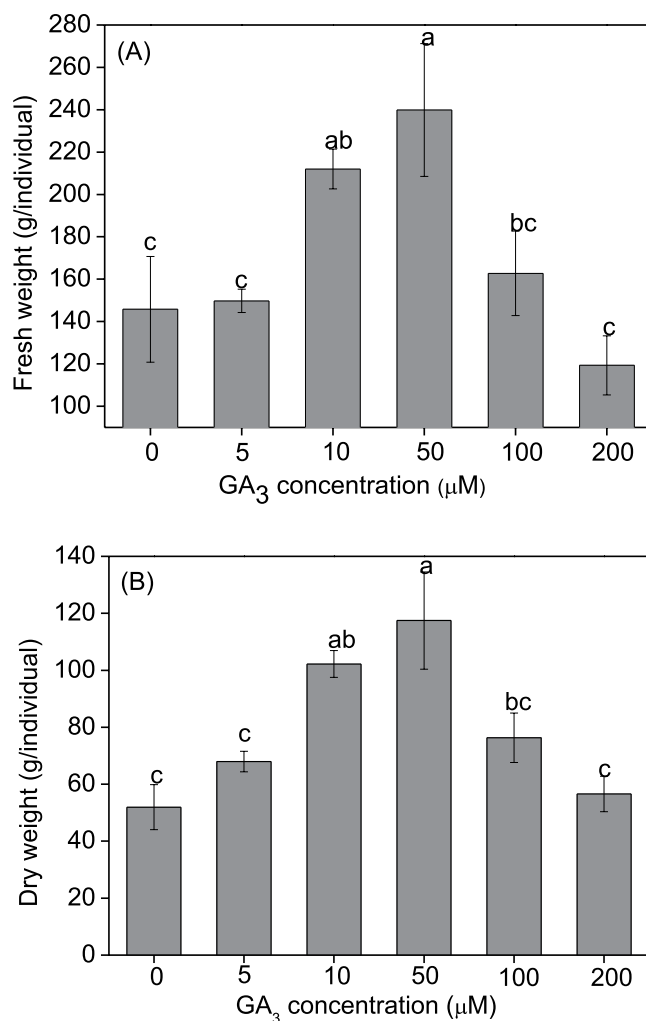 (A)
280
260
240
220
200
180
160
140
120
100
Fresh weight (g/individual)
c
c
ab
a
bc
c
0 5 10 50 100 200
GA3 concentration (μM)
(B)
140
120
100
80
60
40
20
0
Dry weight (g/individual)
c
c
ab
a
bc
c
0 5 10 50 100 200
GA3 concentration (μM)